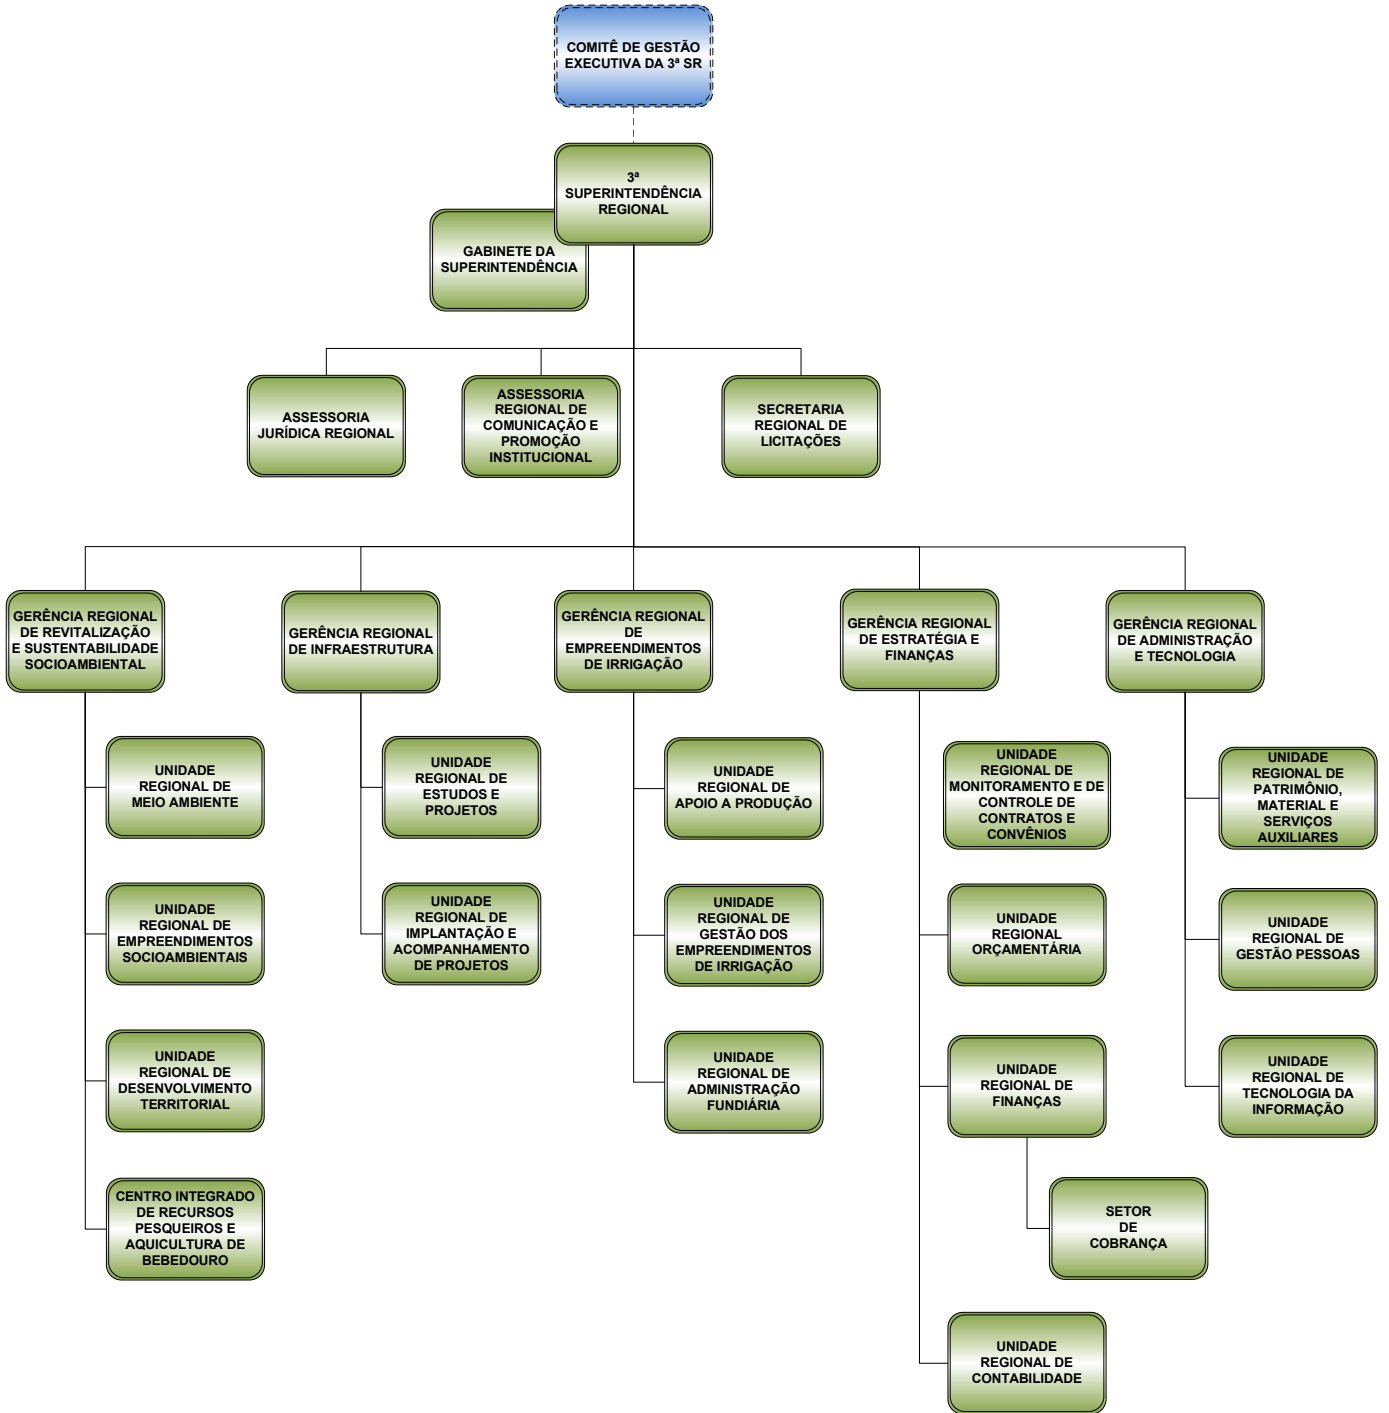 COMITÊ DE GESTÃO
EXECUTIVA DA 3ª SR
3ª
SUPERINTENDÊNCIA
REGIONAL
GABINETE DA
SUPERINTENDÊNCIA
ASSESSORIA
JURÍDICA REGIONAL
ASSESSORIA
REGIONAL DE
COMUNICAÇÃO E
PROMOÇÃO
INSTITUCIONAL
SECRETARIA
REGIONAL DE
LICITAÇÕES
GERÊNCIA REGIONAL
DE REVITALIZAÇÃO
E SUSTENTABILIDADE
SOCIOAMBIENTAL
GERÊNCIA REGIONAL
DE INFRAESTRUTURA
GERÊNCIA REGIONAL
DE
EMPREENDIMENTOS
DE IRRIGAÇÃO
GERÊNCIA REGIONAL
DE ESTRATÉGIA E
FINANÇAS
GERÊNCIA REGIONAL
DE ADMINISTRAÇÃO
E TECNOLOGIA
UNIDADE
REGIONAL DE
MEIO AMBIENTE
UNIDADE
REGIONAL DE
EMPREENDIMENTOS
SOCIOAMBIENTAIS
UNIDADE
REGIONAL DE
DESENVOLVIMENTO
TERRITORIAL
CENTRO INTEGRADO
DE RECURSOS
PESQUEIROS E
AQUICULTURA DE
BEBEDOURO
UNIDADE
REGIONAL DE
ESTUDOS E
PROJETOS
UNIDADE
REGIONAL DE
IMPLANTAÇÃO E
ACOMPANHAMENTO
DE PROJETOS
UNIDADE
REGIONAL DE
APOIO A PRODUÇÃO
UNIDADE
REGIONAL DE
GESTÃO DOS
EMPREENDIMENTOS
DE IRRIGAÇÃO
UNIDADE
REGIONAL DE
ADMINISTRAÇÃO
FUNDIÁRIA
UNIDADE
REGIONAL DE
MONITORAMENTO E DE
CONTROLE DE
CONTRATOS E
CONVÊNIOS
UNIDADE
REGIONAL
ORÇAMENTÁRIA
UNIDADE
REGIONAL DE
FINANÇAS
SETOR
DE
COBRANÇA
UNIDADE
REGIONAL DE
CONTABILIDADE
UNIDADE
REGIONAL DE
PATRIMÔNIO,
MATERIAL E
SERVIÇOS
AUXILIARES
UNIDADE
REGIONAL DE
GESTÃO PESSOAS
UNIDADE
REGIONAL DE
TECNOLOGIA DA
INFORMAÇÃO